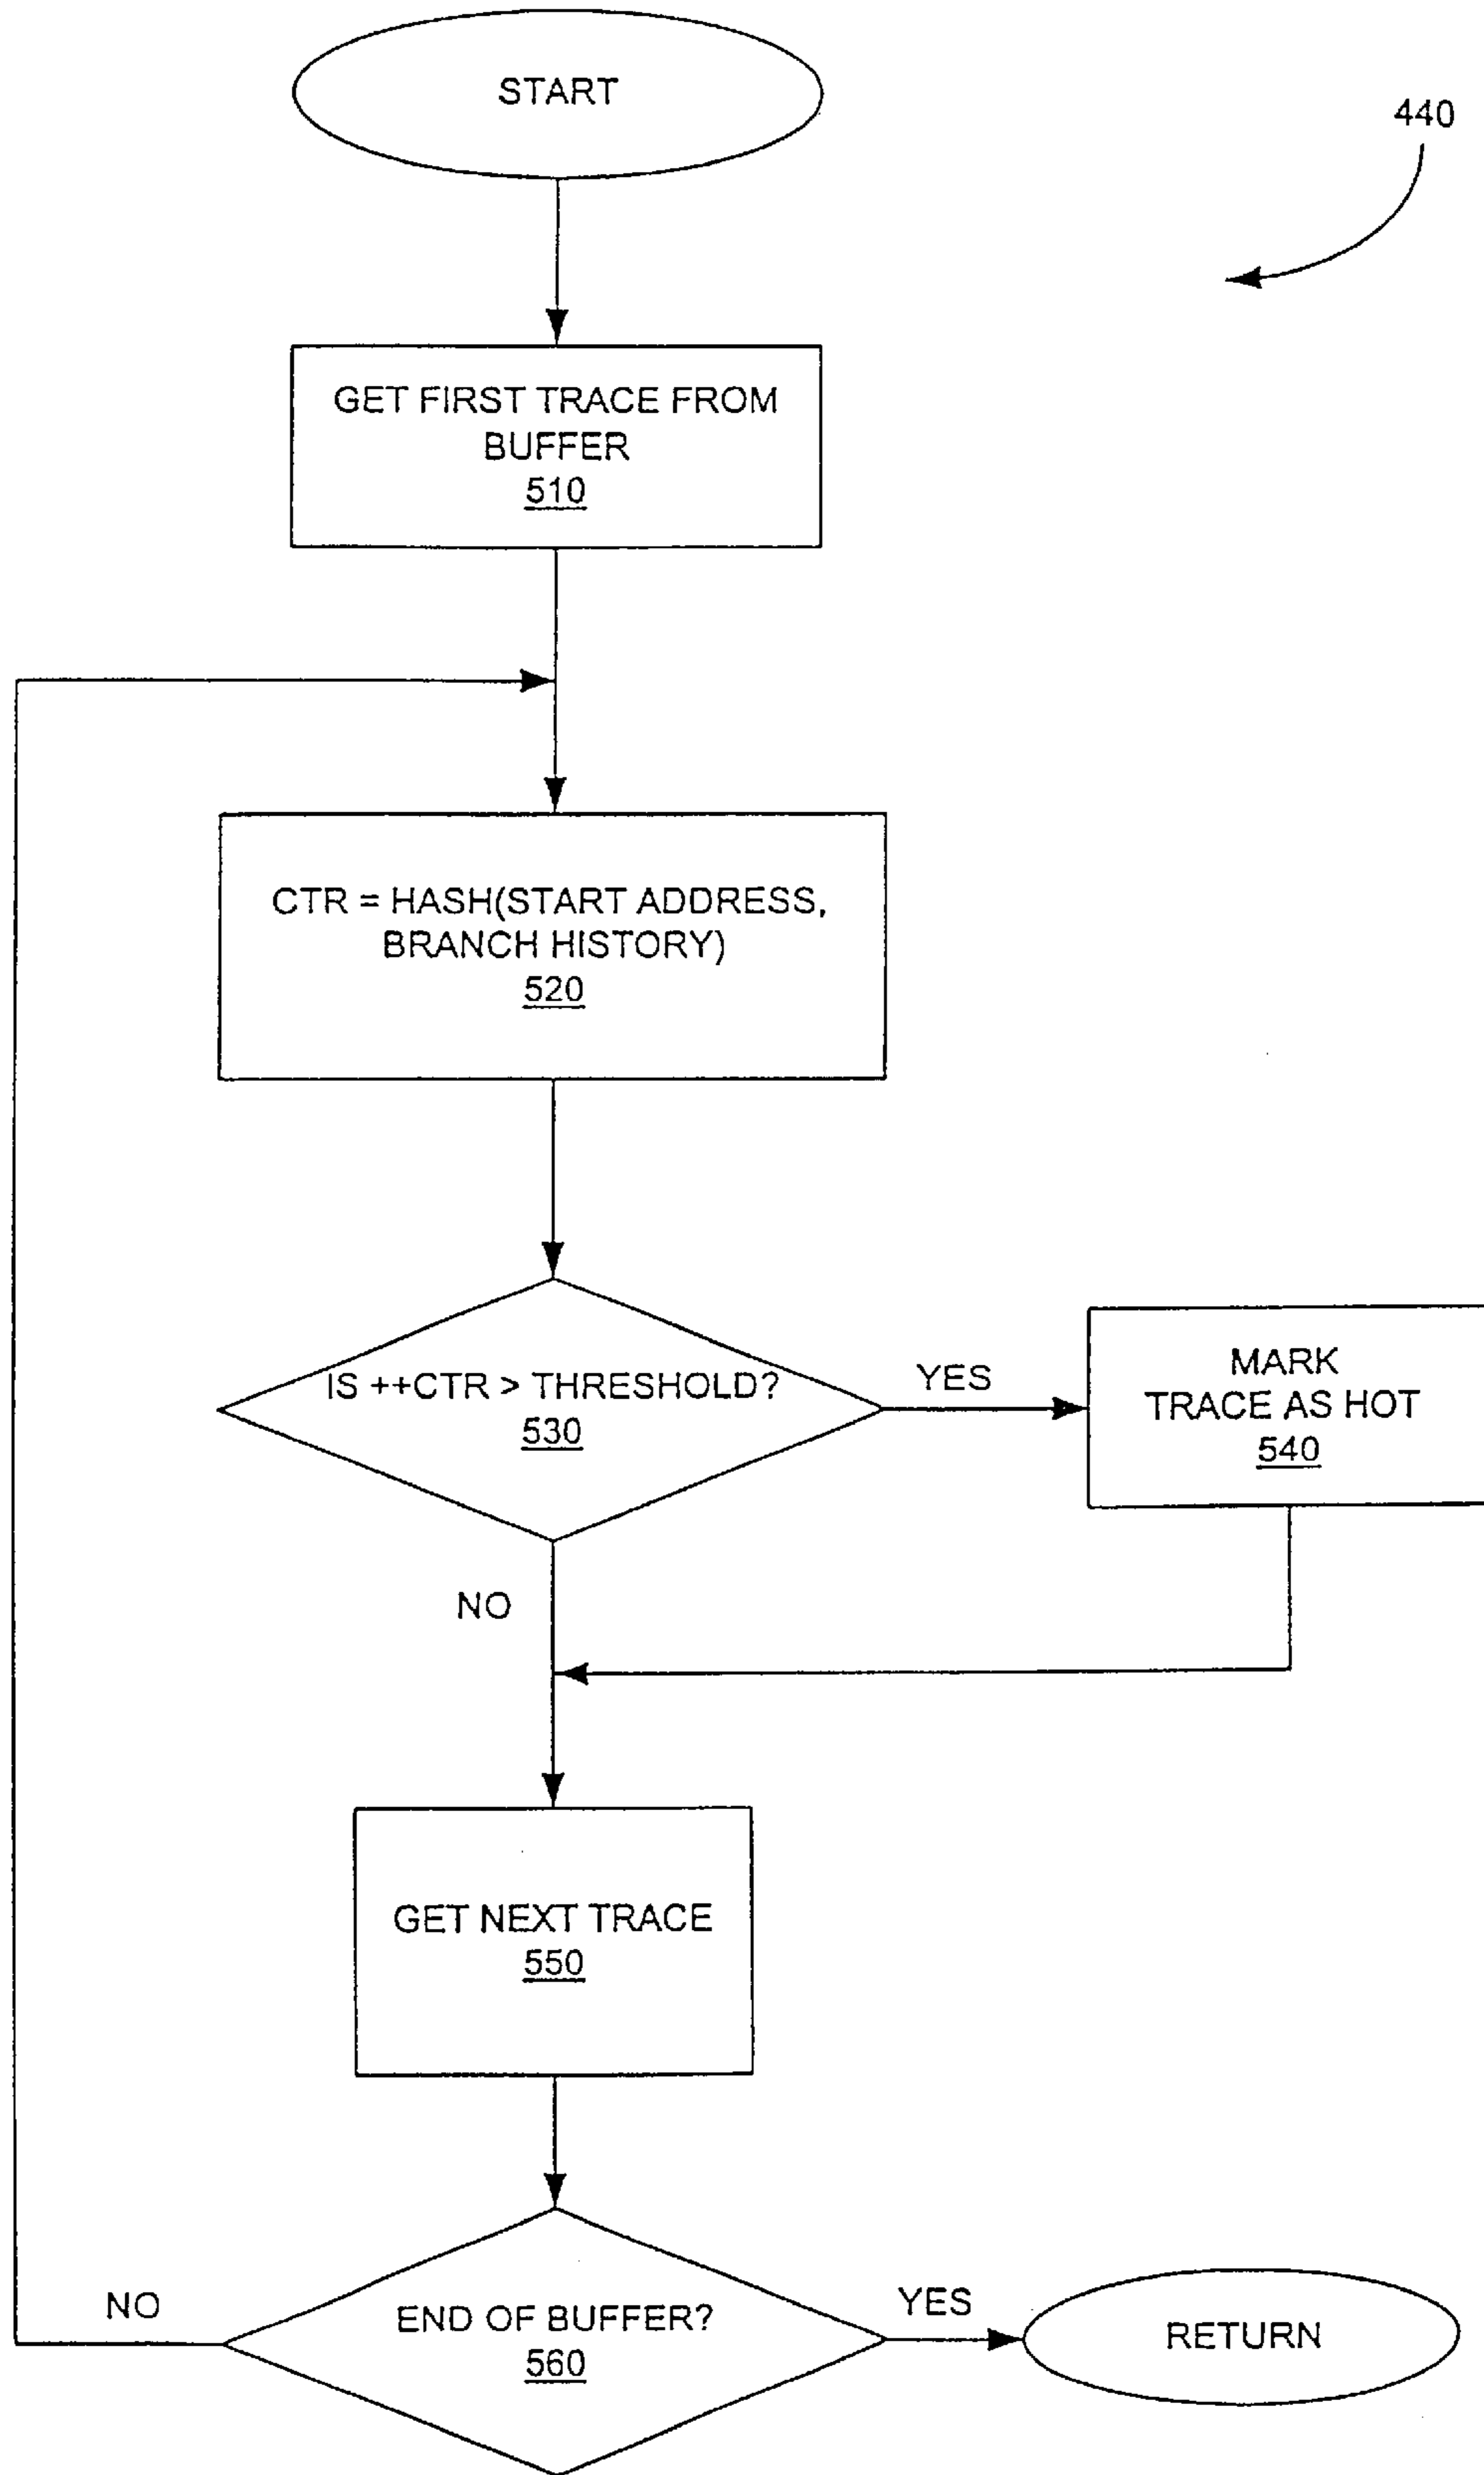 START
440
GET FIRST TRACE FROM
BUFFER
510
CTR = HASH(START ADDRESS,
BRANCH HISTORY)
520
IS ++CTR > THRESHOLD?
530
YES
MARK
TRACE AS HOT
540
NO
GET NEXT TRACE
550
NO
END OF BUFFER?
560
YES
RETURN